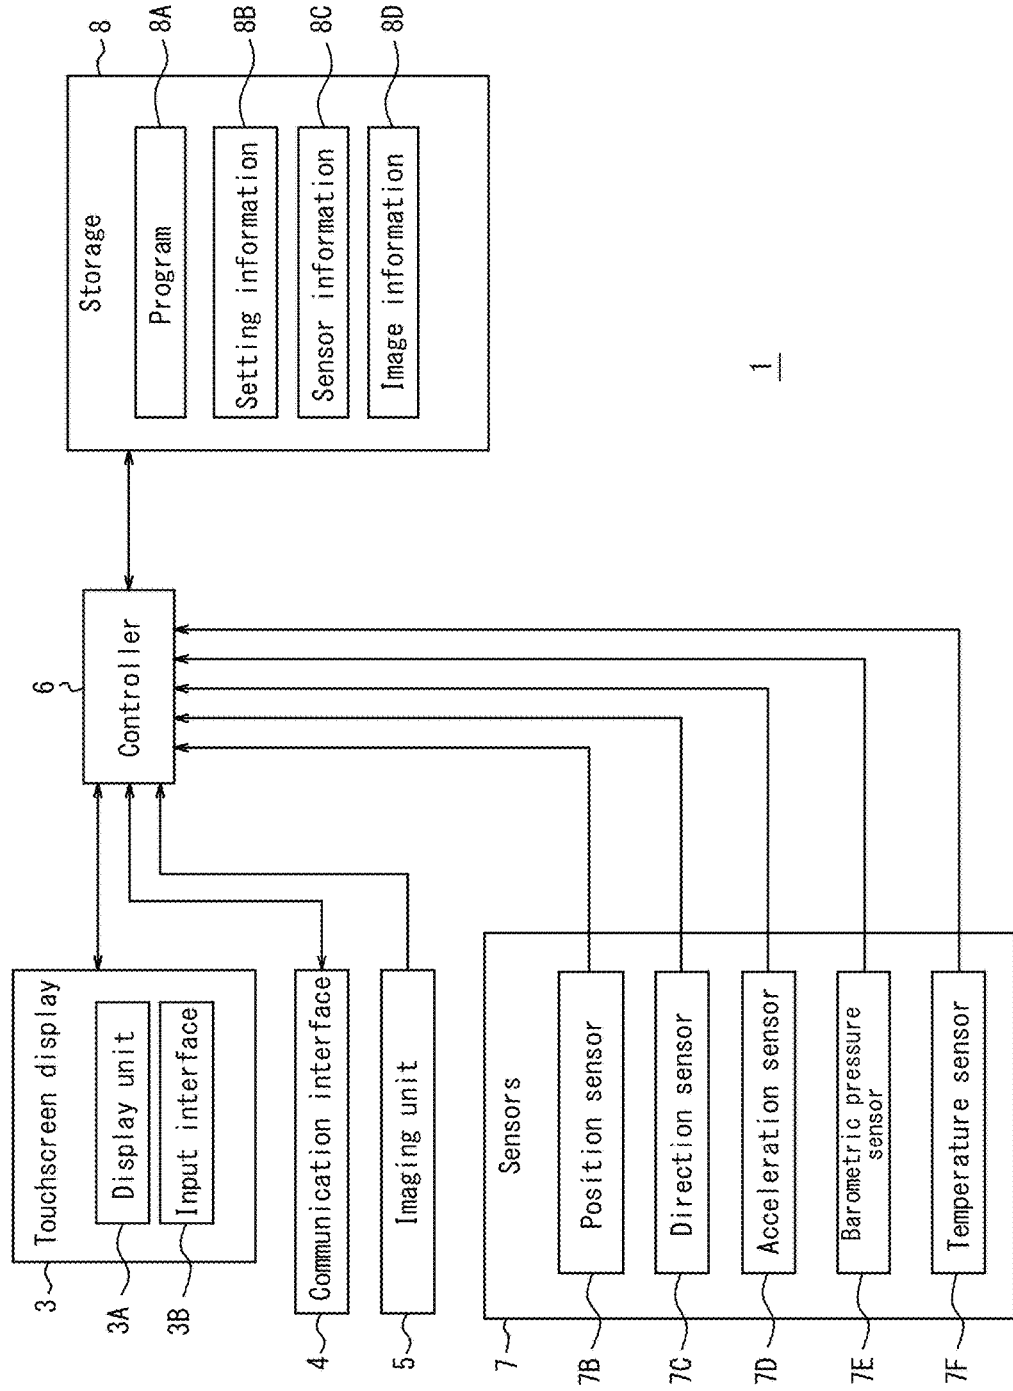 3
Touchscreen display
3A
Display unit
3B
Input interface
4
Communication interface
5
Imaging unit
7
Sensors
7B
Position sensor
7C
Direction sensor
7D
Acceleration sensor
7E
Barometric pressure
sensor
7F
Temperature sensor
6
Controller
8
Storage
8A
Program
8B
Setting information
8C
Sensor information
8D
Image information
1